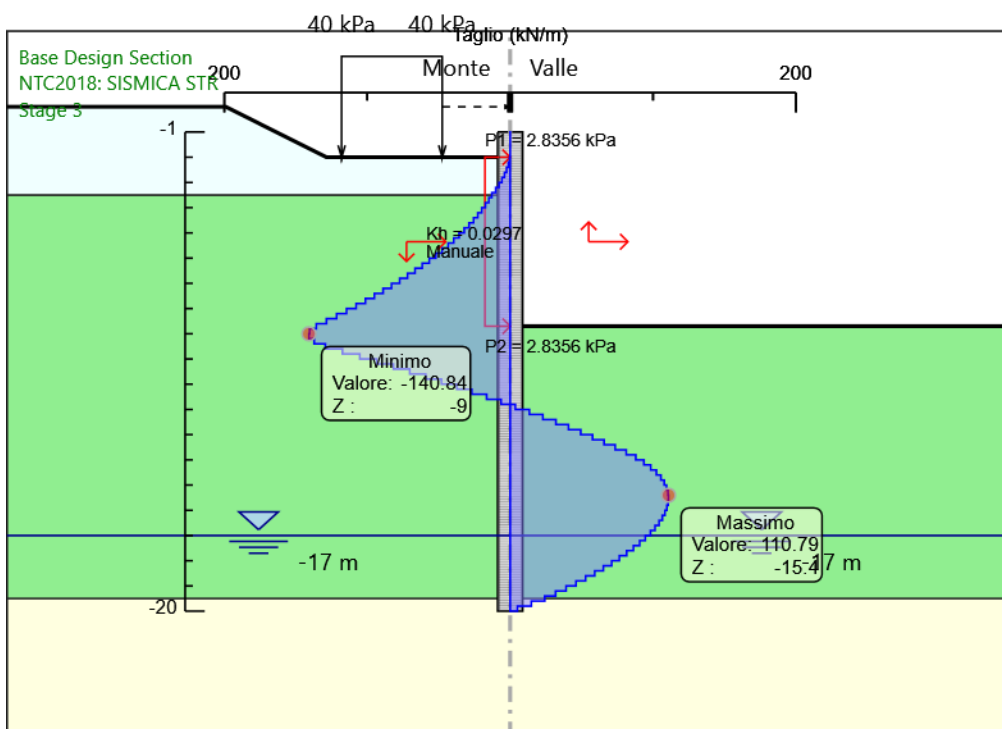 40 kPa 40 kPa
Taglio (kN/m)
Base Design Section
NTC2018: SISMICA STR
Stage 3
200
Monte Valle
200
-1
P1 = 2.8356 kPa
Kh = 0.0297
Manuale
P2 = 2.8356 kPa
Minimo
Valore: -140.84
Z : -9
Massimo
Valore: 110.79
Z : -15.4
-17 m
-17 m
-20